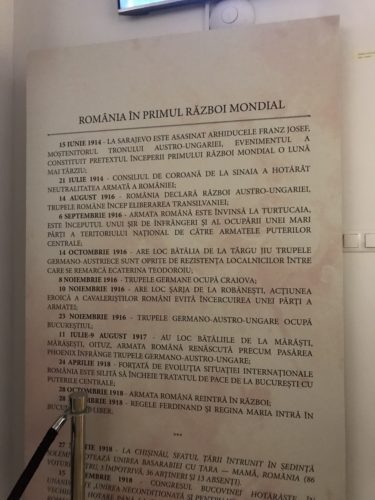 ROMÂNIA ÎN PRIMUL RĂZBOI MONDIAL
15 IUNIE 1914 - LA SARAJEVO ESTE ASASINAT ARHIDUCELE FRANZ JOSEF,
MOȘTENITORUL TRONULUI AUSTRO-UNGARIEI, EVENIMENTUL A
CONSTITUIT PRETEXTUL ÎNCEPERII PRIMULUI RĂZBOI MONDIAL O LUNĂ
MAI TÂRZIU;
21 IULIE 1914 - CONSILIUL DE COROANĂ DE LA SINAIA A HOTĂRÂT
NEUTRALITATEA ARMATĂ A ROMÂNIEI;
14 AUGUST 1916 - ROMÂNIA DECLARĂ RĂZBOI AUSTRO-UNGARIEI,
TRUPELE ROMÂNE ÎNCEP ELIBERAREA TRANSILVANIEI;
6 SEPTEMBRIE 1916 - ARMATA ROMÂNĂ ESTE ÎNVINSĂ LA TURTUCAIA,
ESTE ÎNCEPUTUL UNUI ȘIR DE ÎNFRÂNGERI ȘI AL OCUPĂRII UNEI MARI
PĂRȚI A TERITORIULUI NAȚIONAL DE CĂTRE ARMATELE PUTERILOR
CENTRALE;
14 OCTOMBRIE 1916 - ARE LOC BĂTĂLIA DE LA TÂRGU JIU TRUPELE
GERMANO-AUSTRIECE SUNT OPRITE DE REZISTENȚA LOCALNICILOR ÎNTRE
CARE SE REMARCĂ ECATERINA TEODOROIU;
8 NOIEMBRIE 1916 - TRUPELE GERMANE OCUPĂ CRAIOVA;
10 NOIEMBRIE 1916 - ARE LOC ȘARJA DE LA ROBĂNEȘTI, ACȚIUNEA
EROICĂ A CAVALERIȘTILOR ROMÂNI EVITĂ ÎNCERCUIREA UNEI PĂRȚI A
ARMATEI;
23 NOIEMBRIE 1916 - TRUPELE GERMANO-AUSTRO-UNGARE OCUPĂ
BUCUREȘTIUL;
11 IULIE-9 AUGUST 1917 - AU LOC BĂTĂLIILE DE LA MĂRĂȘTI,
MĂRĂȘEȘTI, OITUZ, ARMATA ROMÂNĂ RENĂSCUTĂ PRECUM PASĂREA
PHOENIX ÎNFRÂNGE TRUPELE GERMANO-AUSTRO-UNGARE;
24 APRILIE 1918 - FORȚATĂ DE EVOLUȚIA SITUAȚIEI INTERNAȚIONALE
ROMÂNIA ESTE SILITĂ SĂ ÎNCHEIE TRATATUL DE PACE DE LA BUCUREȘTI CU
PUTERILE CENTRALE;
28 OCTOMBRIE 1918 - ARMATA ROMÂNĂ REINTRĂ ÎN RĂZBOI;
1918 - REGELE FERDINAND ȘI REGINA MARIA INTRĂ ÎN
LIBER.
***
27 1918 - LA CHIȘINĂU, SFATUL ȚĂRII ÎNTRUNIT ÎN ȘEDINȚĂ
VOTEAZĂ UNIREA BASARABIEI CU ȚARA - MAMĂ, ROMÂNIA (86
VOTURI 3 ÎMPOTRIVĂ, 36 ABȚINERI ȘI 13 ABSENȚI).
15 1918 - CONGRESUL BUCOVINEI HOTĂRĂȘTE ÎN
UNIREA „NECONDIȚIONATĂ